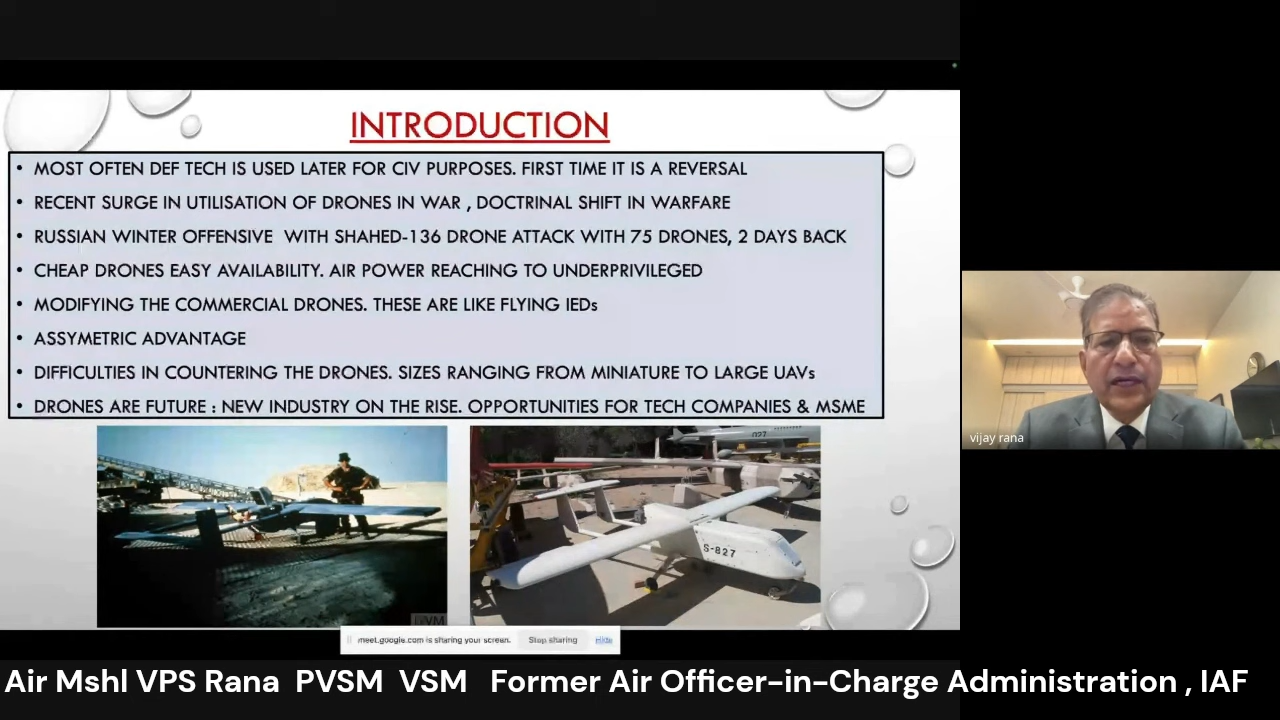 INTRODUCTION
• MOST OFTEN DEF TECH IS USED LATER FOR CIV PURPOSES. FIRST TIME IT IS A REVERSAL
• RECENT SURGE IN UTILISATION OF DRONES IN WAR , DOCTRINAL SHIFT IN WARFARE
• RUSSIAN WINTER OFFENSIVE WITH SHAHED-136 DRONE ATTACK WITH 75 DRONES, 2 DAYS BACK
• CHEAP DRONES EASY AVAILABILITY. AIR POWER REACHING TO UNDERPRIVILEGED
• MODIFYING THE COMMERCIAL DRONES. THESE ARE LIKE FLYING IEDs
• ASSYMETRIC ADVANTAGE
• DIFFICULTIES IN COUNTERING THE DRONES. SIZES RANGING FROM MINIATURE TO LARGE UAVs
• DRONES ARE FUTURE : NEW INDUSTRY ON THE RISE. OPPORTUNITIES FOR TECH COMPANIES & MSME
027
S-827
vijay rana
meet.google.com is sharing your screen. Stop sharing Hide
Air Mshl VPS Rana PVSM VSM Former Air Officer-in-Charge Administration , IAF